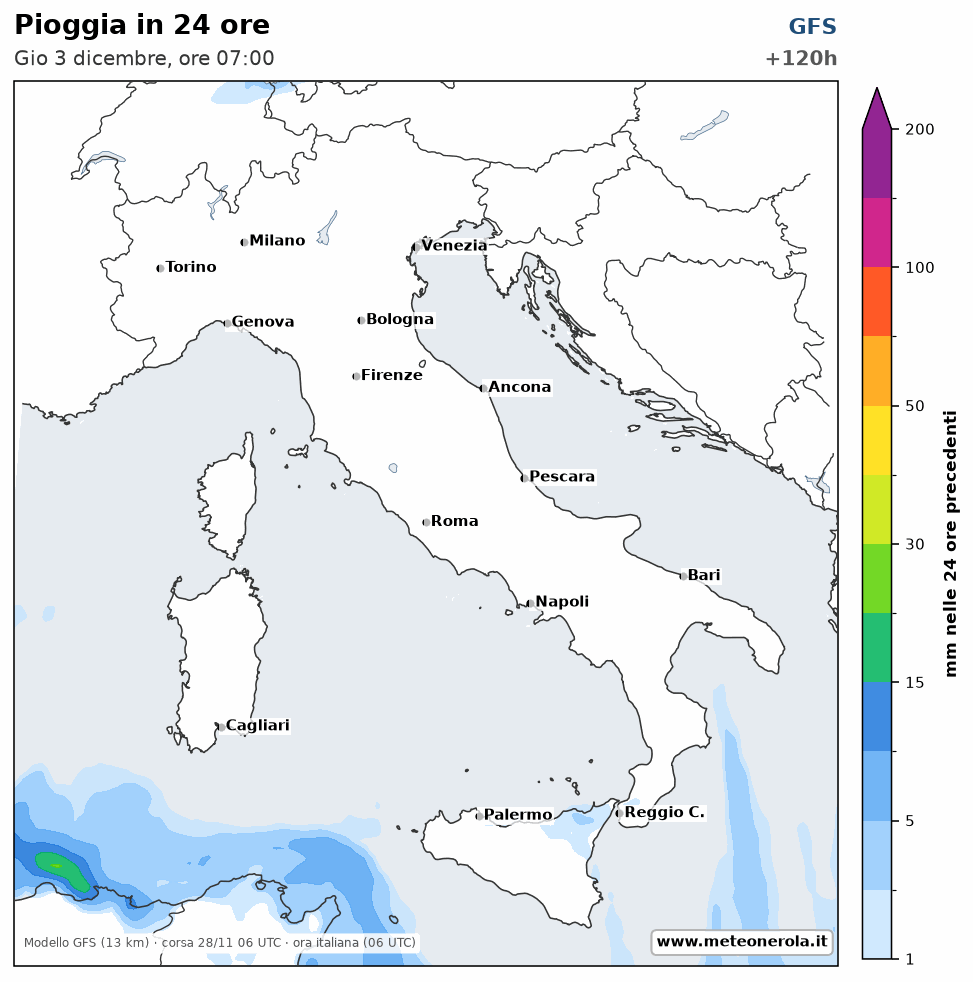 Pioggia in 24 ore
GFS
Gio 3 dicembre, ore 07:00
+120h
200
Milano
Venezia
Torino
100
Genova
Bologna
Firenze
Ancona
50
Pescara
Roma
30
Bari
Napoli
mm nelle 24 ore precedenti
15
Cagliari
Palermo
Reggio C.
5
Modello GFS (13 km) · corsa 28/11 06 UTC · ora italiana (06 UTC)
www.meteonerola.it
1